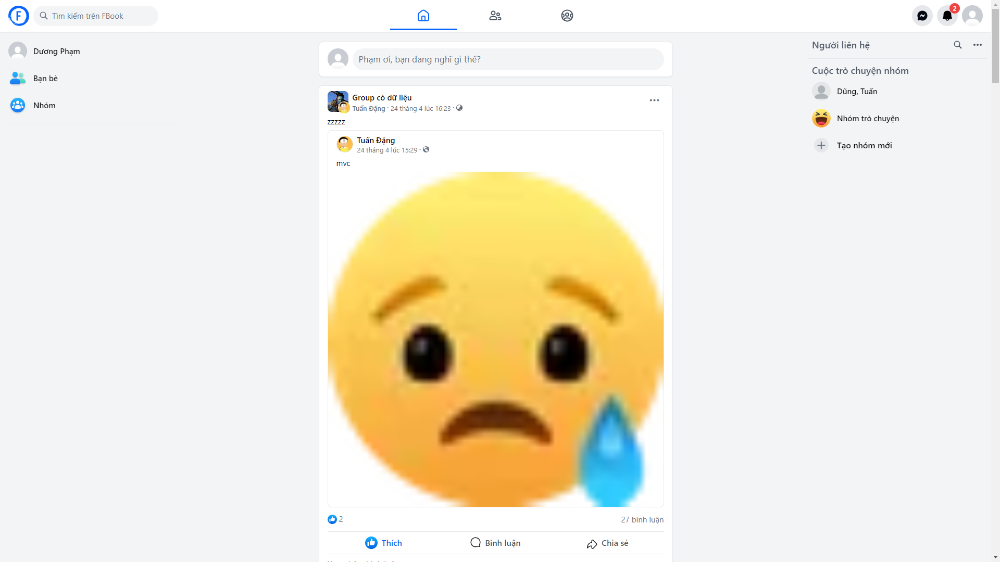 F
Tìm kiếm trên FBook
2
Dương Phạm
Bạn bè
Nhóm
Phạm ơi, bạn đang nghĩ gì thế?
Group có dữ liệu
Tuấn Đặng · 24 tháng 4 lúc 16:23 ·
zzzzz
Tuấn Đặng
24 tháng 4 lúc 15:29 ·
mvc
2
27 bình luận
Thích
Bình luận
Chia sẻ
Người liên hệ
Cuộc trò chuyện nhóm
Dũng, Tuấn
Nhóm trò chuyện
Tạo nhóm mới